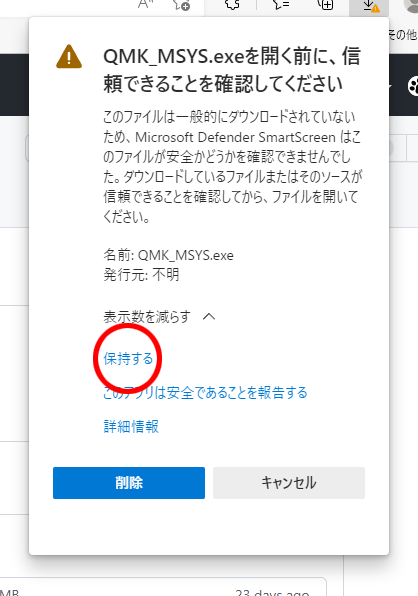 QMK_MSYS.exeを開く前に、信
頼できることを確認してください
このファイルは一般的にダウンロードされていない
ため、Microsoft Defender SmartScreen は
このファイルが安全かどうかを確認できませんでし
た。ダウンロードしているファイルまたはそのソースが
信頼できることを確認してから、ファイルを開いて
ください。
名前: QMK_MSYS.exe
発行元: 不明
表示数を減らす
保持する
このアプリは安全であることを報告する
詳細情報
削除
キャンセル
MB
23 days ago